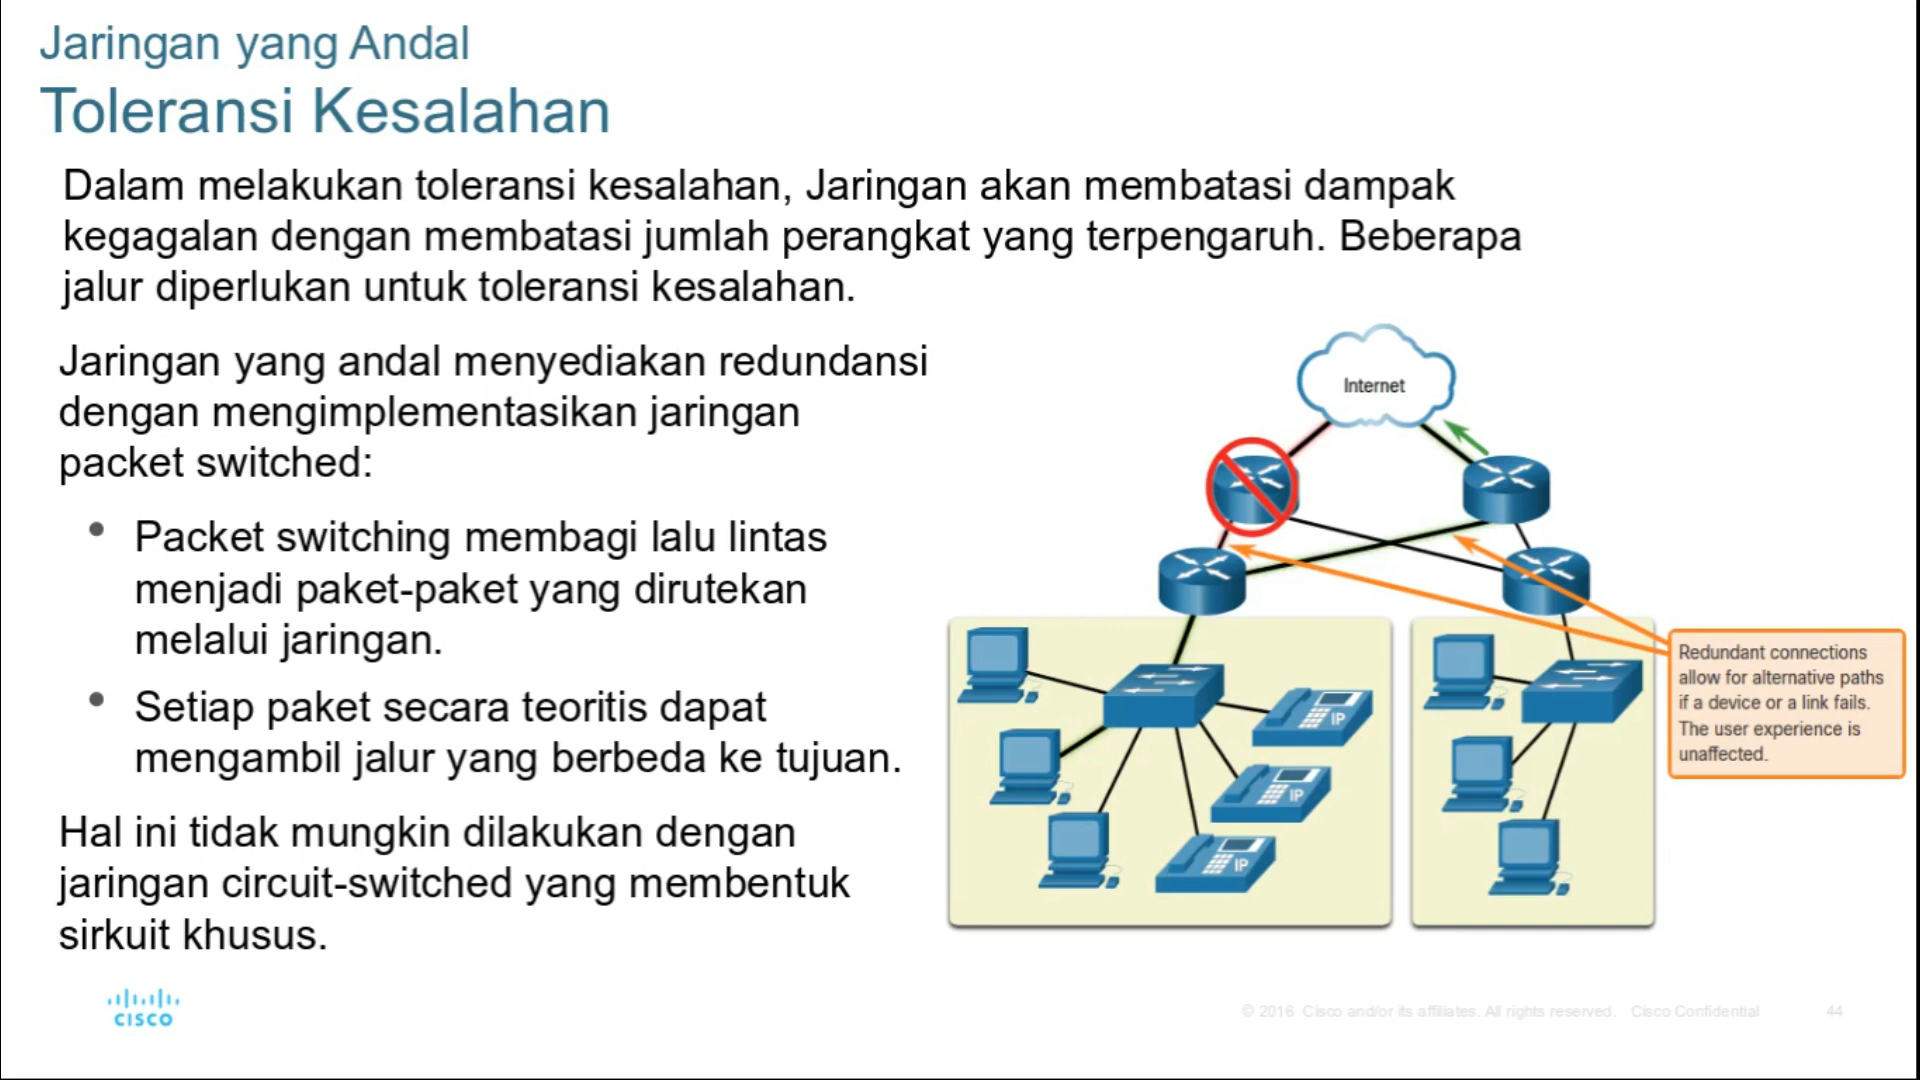 Jaringan yang Andal
Toleransi Kesalahan
Dalam melakukan toleransi kesalahan, Jaringan akan membatasi dampak
kegagalan dengan membatasi jumlah perangkat yang terpengaruh. Beberapa
jalur diperlukan untuk toleransi kesalahan.
Jaringan yang andal menyediakan redundansi
dengan mengimplementasikan jaringan
packet switched:
• Packet switching membagi lalu lintas
menjadi paket-paket yang dirutekan
melalui jaringan.
• Setiap paket secara teoritis dapat
mengambil jalur yang berbeda ke tujuan.
Hal ini tidak mungkin dilakukan dengan
jaringan circuit-switched yang membentuk
sirkuit khusus.
Internet
IP
IP
IP
Redundant connections
allow for alternative paths
if a device or a link fails.
The user experience is
unaffected.
CISCO
© 2016 Cisco and/or its affiliates. All rights reserved. Cisco Confidential
44